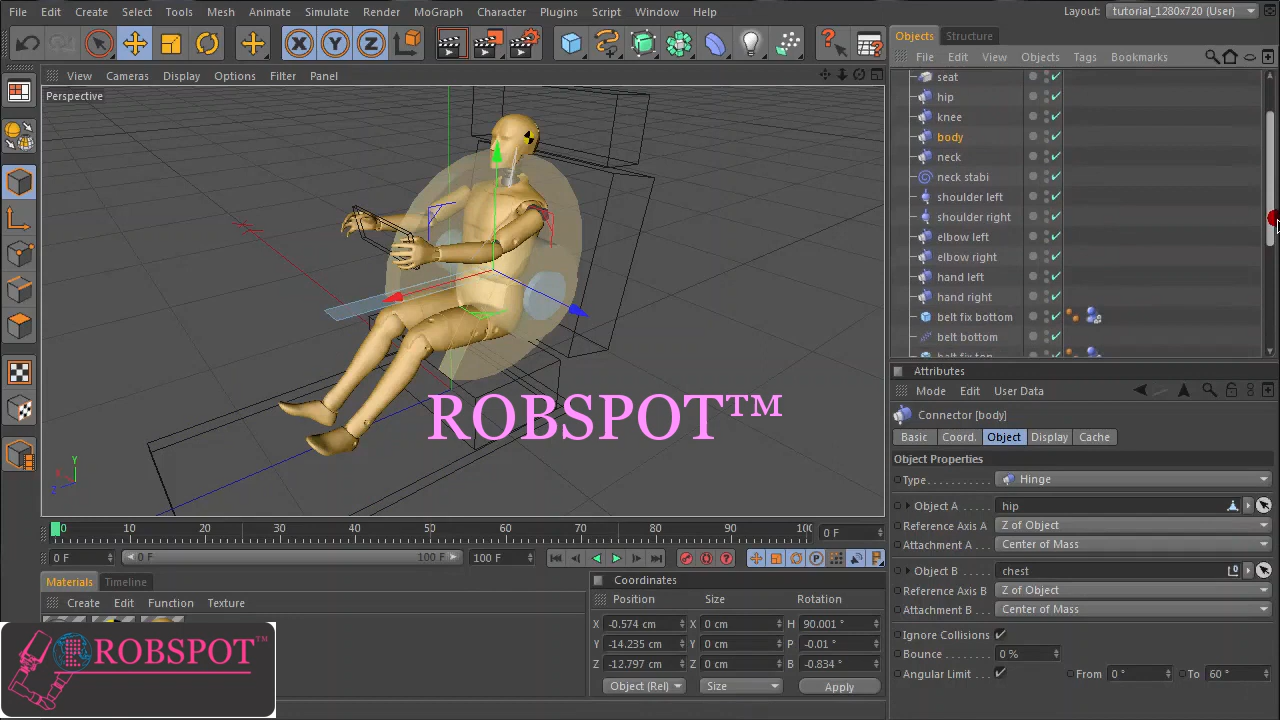 File Edit Create Select Tools Mesh Animate Simulate Render MoGraph Character Plugins Script Window Help Layout: tutorial_1280x720 (User)
X Y Z
Objects Structure
File Edit View Objects Tags Bookmarks
View Cameras Display Options Filter Panel
Perspective
seat
hip
knee
body
neck
neck stabi
shoulder left
shoulder right
elbow left
elbow right
hand left
hand right
belt fix bottom
belt bottom
belt fix top
ROBSPOT™
Y
X
Z
Attributes
Mode Edit User Data
Connector [body]
Basic Coord. Object Display Cache
Object Properties
Type Hinge
Object A hip
Reference Axis A Z of Object
Attachment A Center of Mass
Object B chest
Reference Axis B Z of Object
Attachment B Center of Mass
Ignore Collisions
Bounce 0 %
Angular Limit From 0 ° To 60 °
0 10 20 30 40 50 60 70 80 90 100 0 F
0 F 0 F 100 F 100 F
P
Materials Timeline
Create Edit Function Texture
Coordinates
Position Size Rotation
X -0.574 cm X 0 cm H 90.001 °
Y -14.235 cm Y 0 cm P -0.01 °
Z -12.797 cm Z 0 cm B -0.834 °
Object (Rel) Size Apply
ROBSPOT™